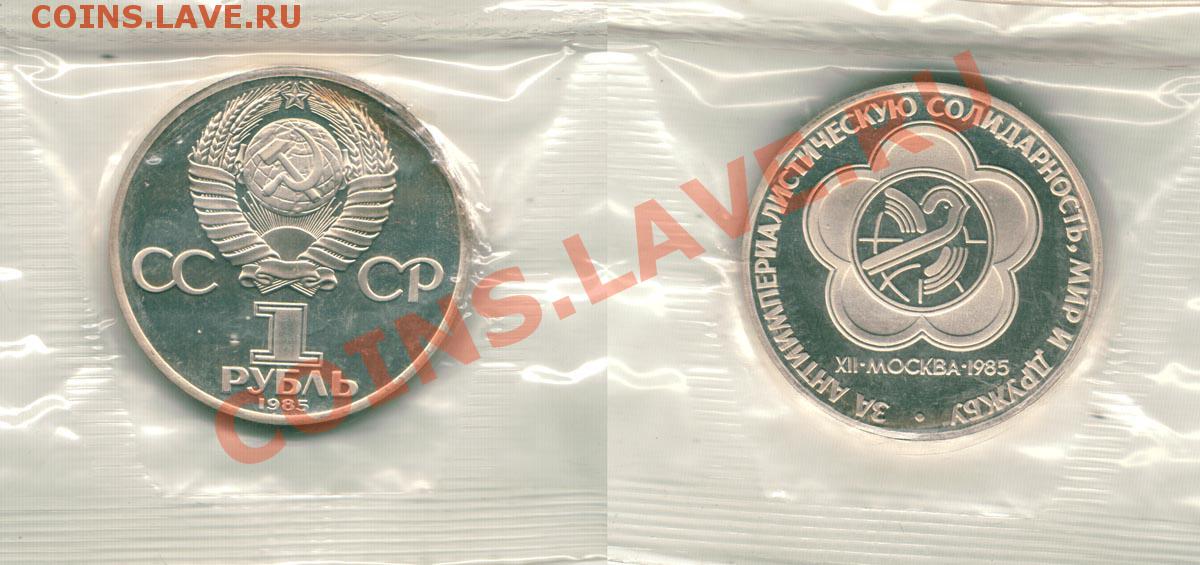 COINS.LAVE.RU
СС СР
1
РУБЛЬ
1985
ЗА АНТИИМПЕРИАЛИСТИЧЕСКУЮ СОЛИДАРНОСТЬ, МИР И ДРУЖБУ •
XII•МОСКВА•1985
COINS.LAVE.RU